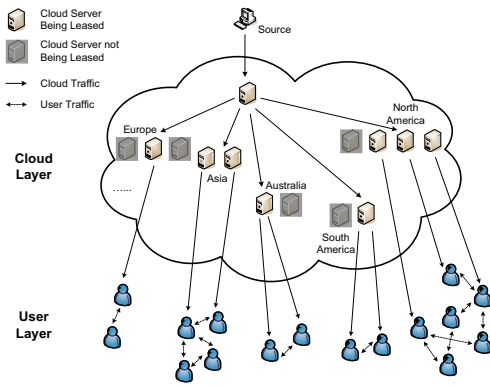 Cloud Server
Being Leased
Cloud Server not
Being Leased
Cloud Traffic
User Traffic
Source
Cloud
Layer
Europe
Asia
Australia
South
America
North
America
......
User
Layer